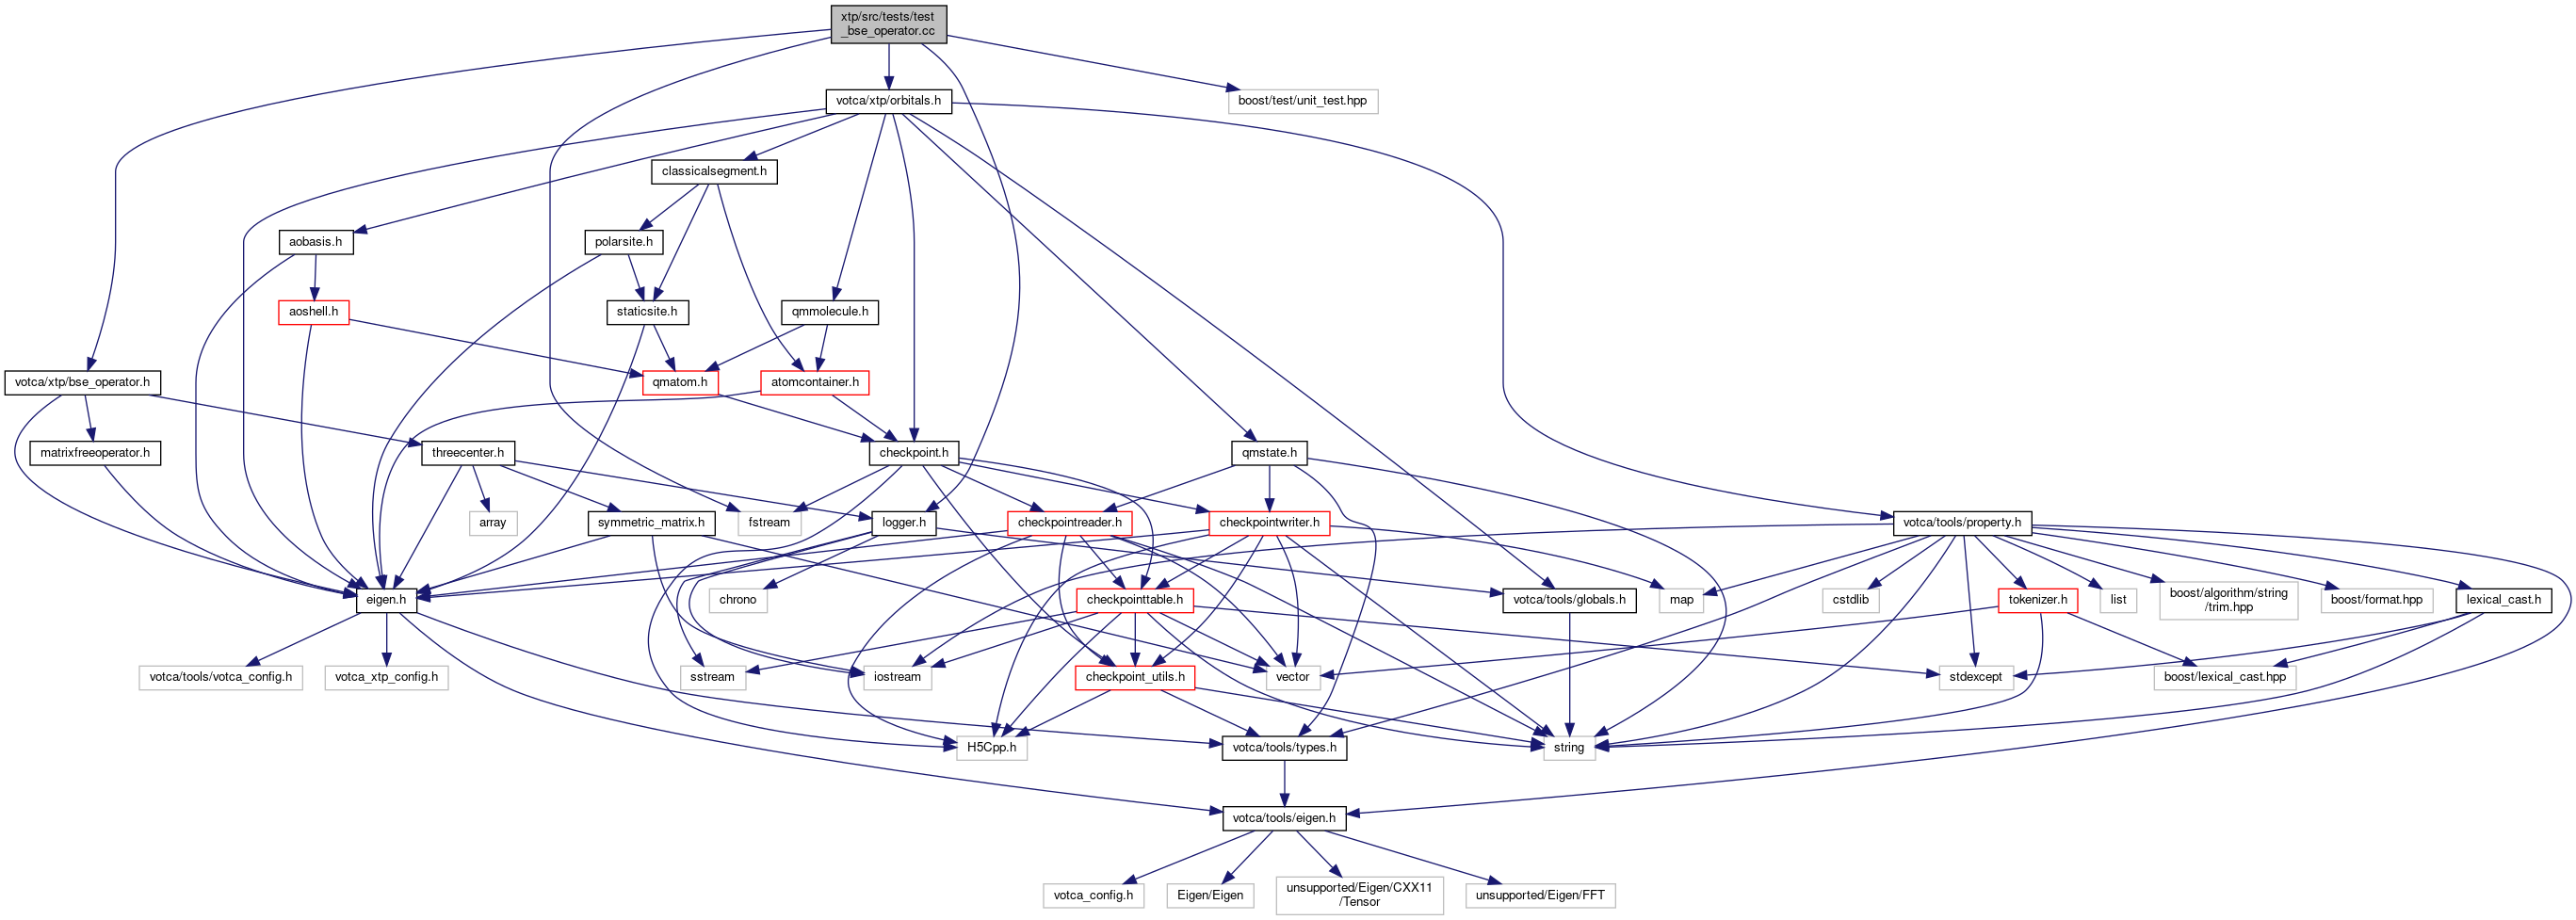 xtp/src/tests/test
_bse_operator.cc
votca/xtp/orbitals.h
boost/test/unit_test.hpp
classicalsegment.h
aobasis.h
polarsite.h
aoshell.h
staticsite.h
qmmolecule.h
votca/xtp/bse_operator.h
qmatom.h
atomcontainer.h
matrixfreeoperator.h
threecenter.h
checkpoint.h
qmstate.h
array
symmetric_matrix.h
fstream
logger.h
checkpointreader.h
checkpointwriter.h
votca/tools/property.h
eigen.h
chrono
checkpointtable.h
votca/tools/globals.h
map
cstdlib
tokenizer.h
list
boost/algorithm/string
/trim.hpp
boost/format.hpp
lexical_cast.h
votca/tools/votca_config.h
votca_xtp_config.h
sstream
iostream
checkpoint_utils.h
vector
stdexcept
boost/lexical_cast.hpp
H5Cpp.h
votca/tools/types.h
string
votca/tools/eigen.h
votca_config.h
Eigen/Eigen
unsupported/Eigen/CXX11
/Tensor
unsupported/Eigen/FFT